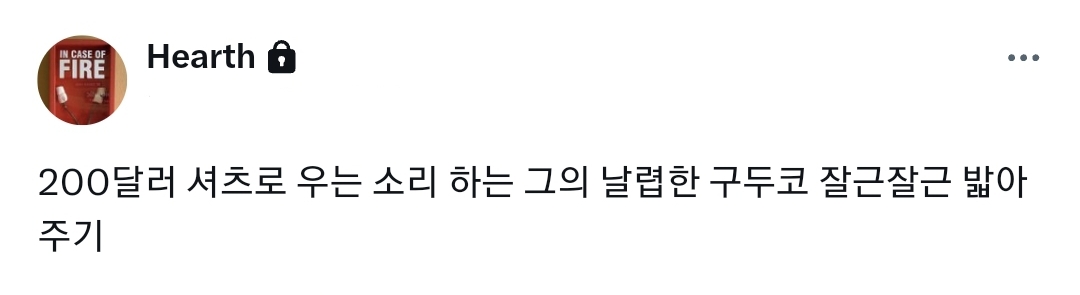 IN CASE OF
FIRE
Hearth
200달러 셔츠로 우는 소리 하는 그의 날렵한 구두코 잘근잘근 밟아
주기